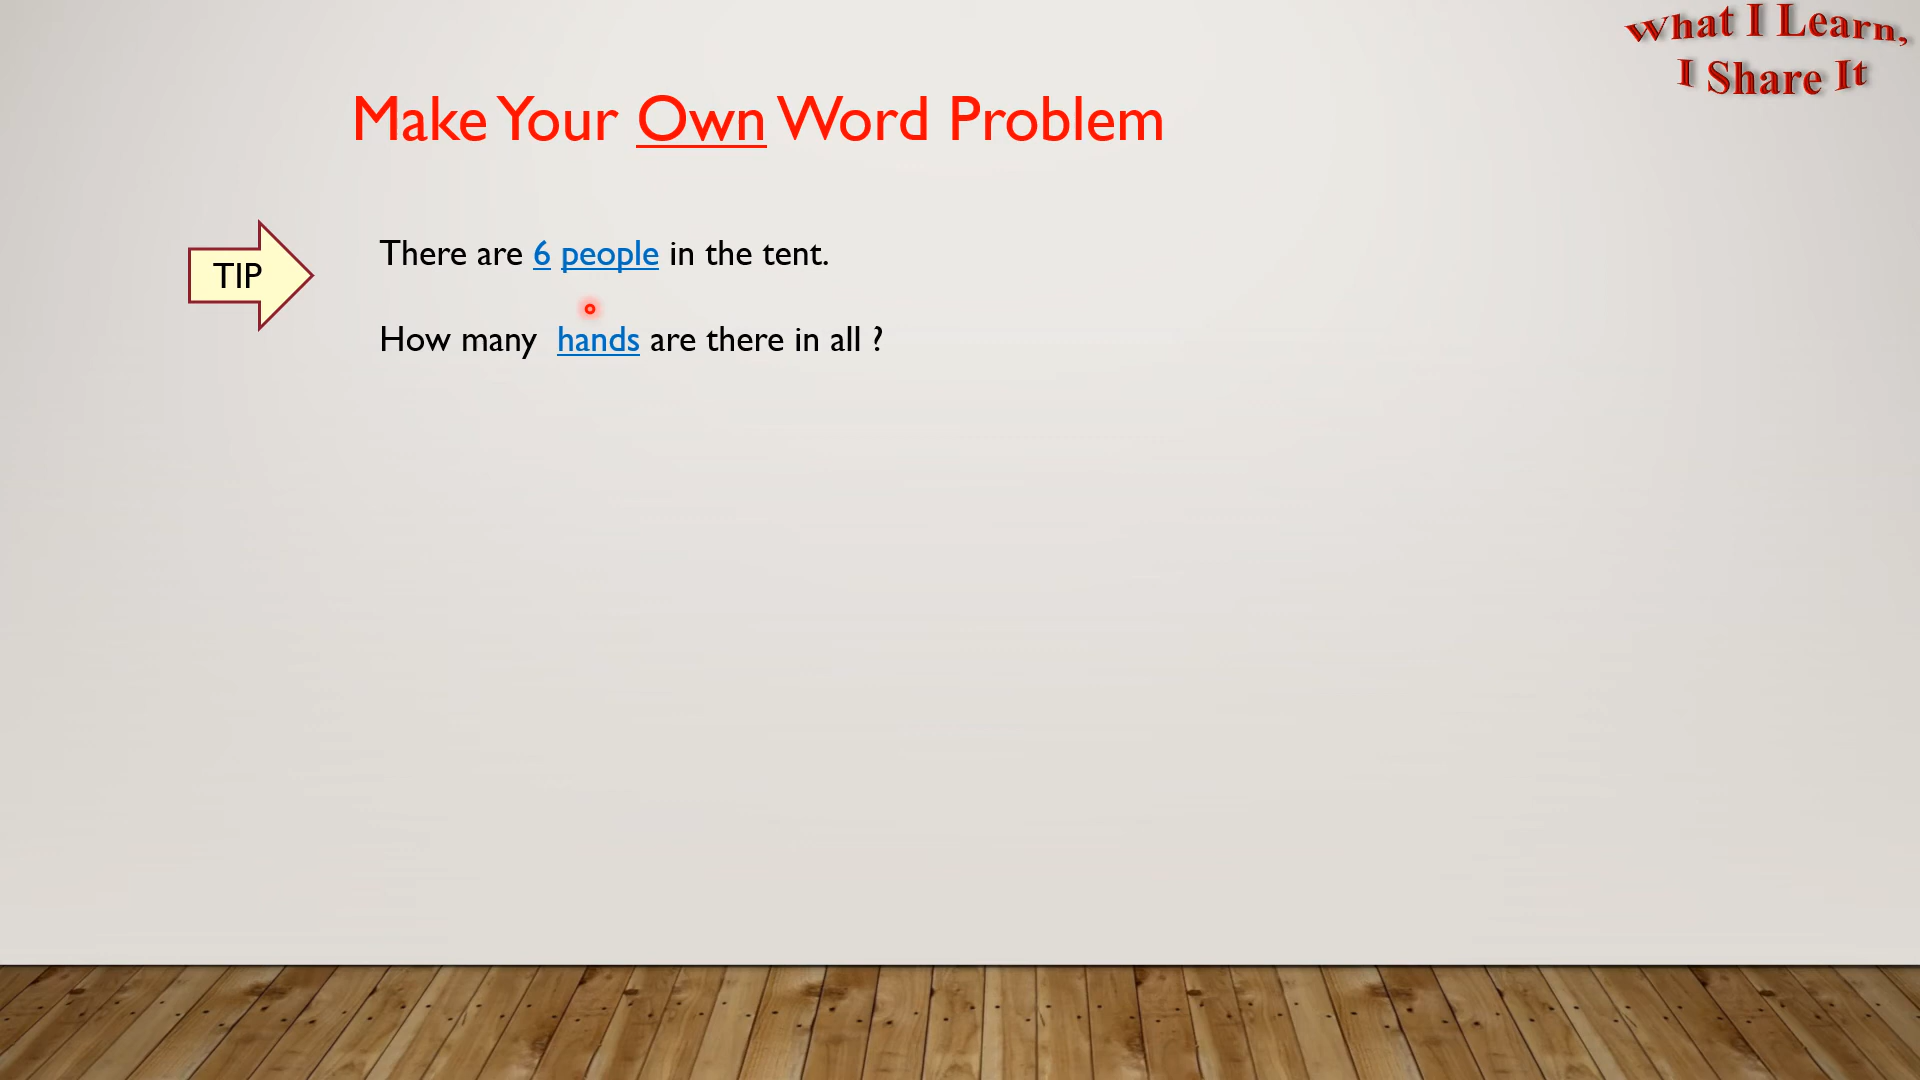 What I Learn,
I Share It
Make Your Own Word Problem
TIP
There are 6 people in the tent.
How many hands are there in all ?